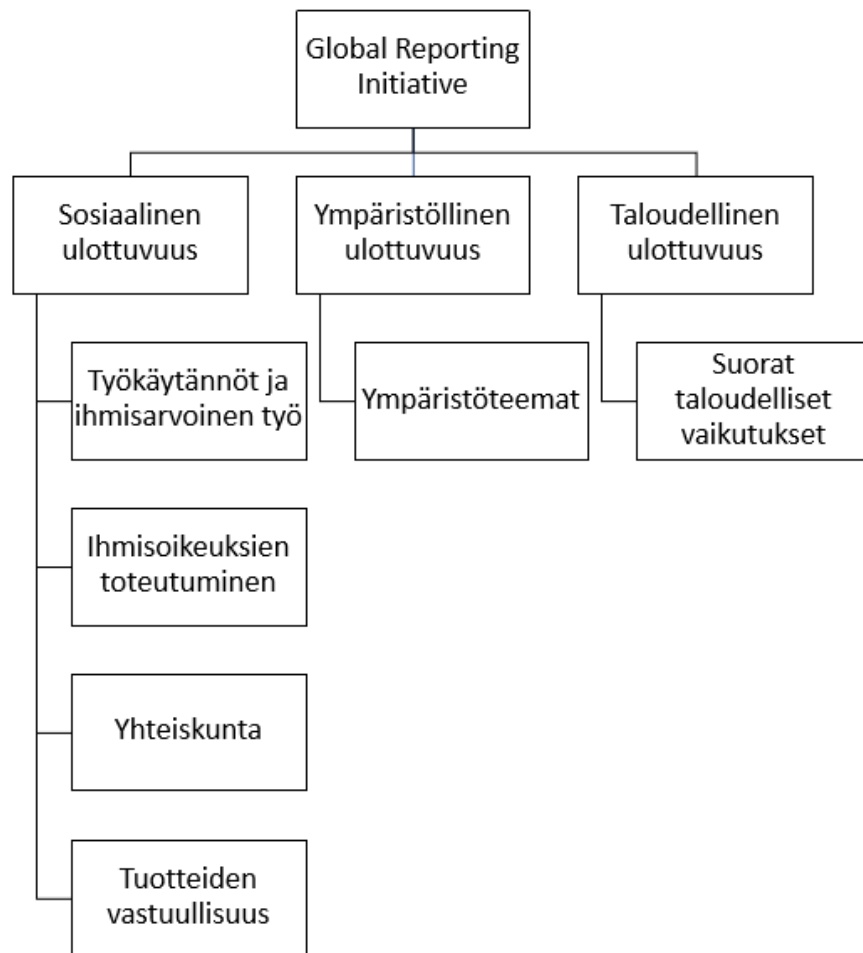 Global Reporting
Initiative
Sosiaalinen
ulottuvuus
Ympäristöllinen
ulottuvuus
Taloudellinen
ulottuvuus
Työkäytännöt ja
ihmisarvoinen työ
Ympäristöteemat
Suorat
taloudelliset
vaikutukset
Ihmisoikeuksien
toteutuminen
Yhteiskunta
Tuotteiden
vastuullisuus